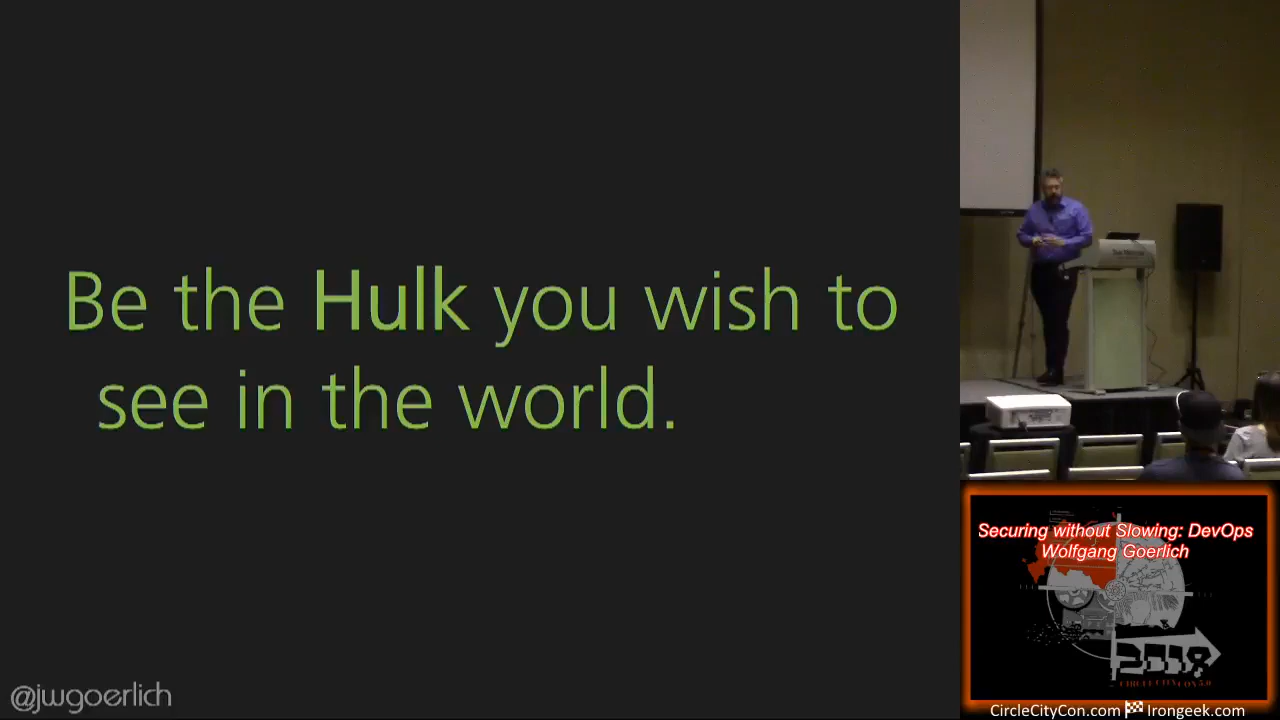 Be the Hulk you wish to
see in the world.
@jwgoerlich
Securing without Slowing: DevOps
Wolfgang Goerlich
2018
CircleCityCon.com Irongeek.com